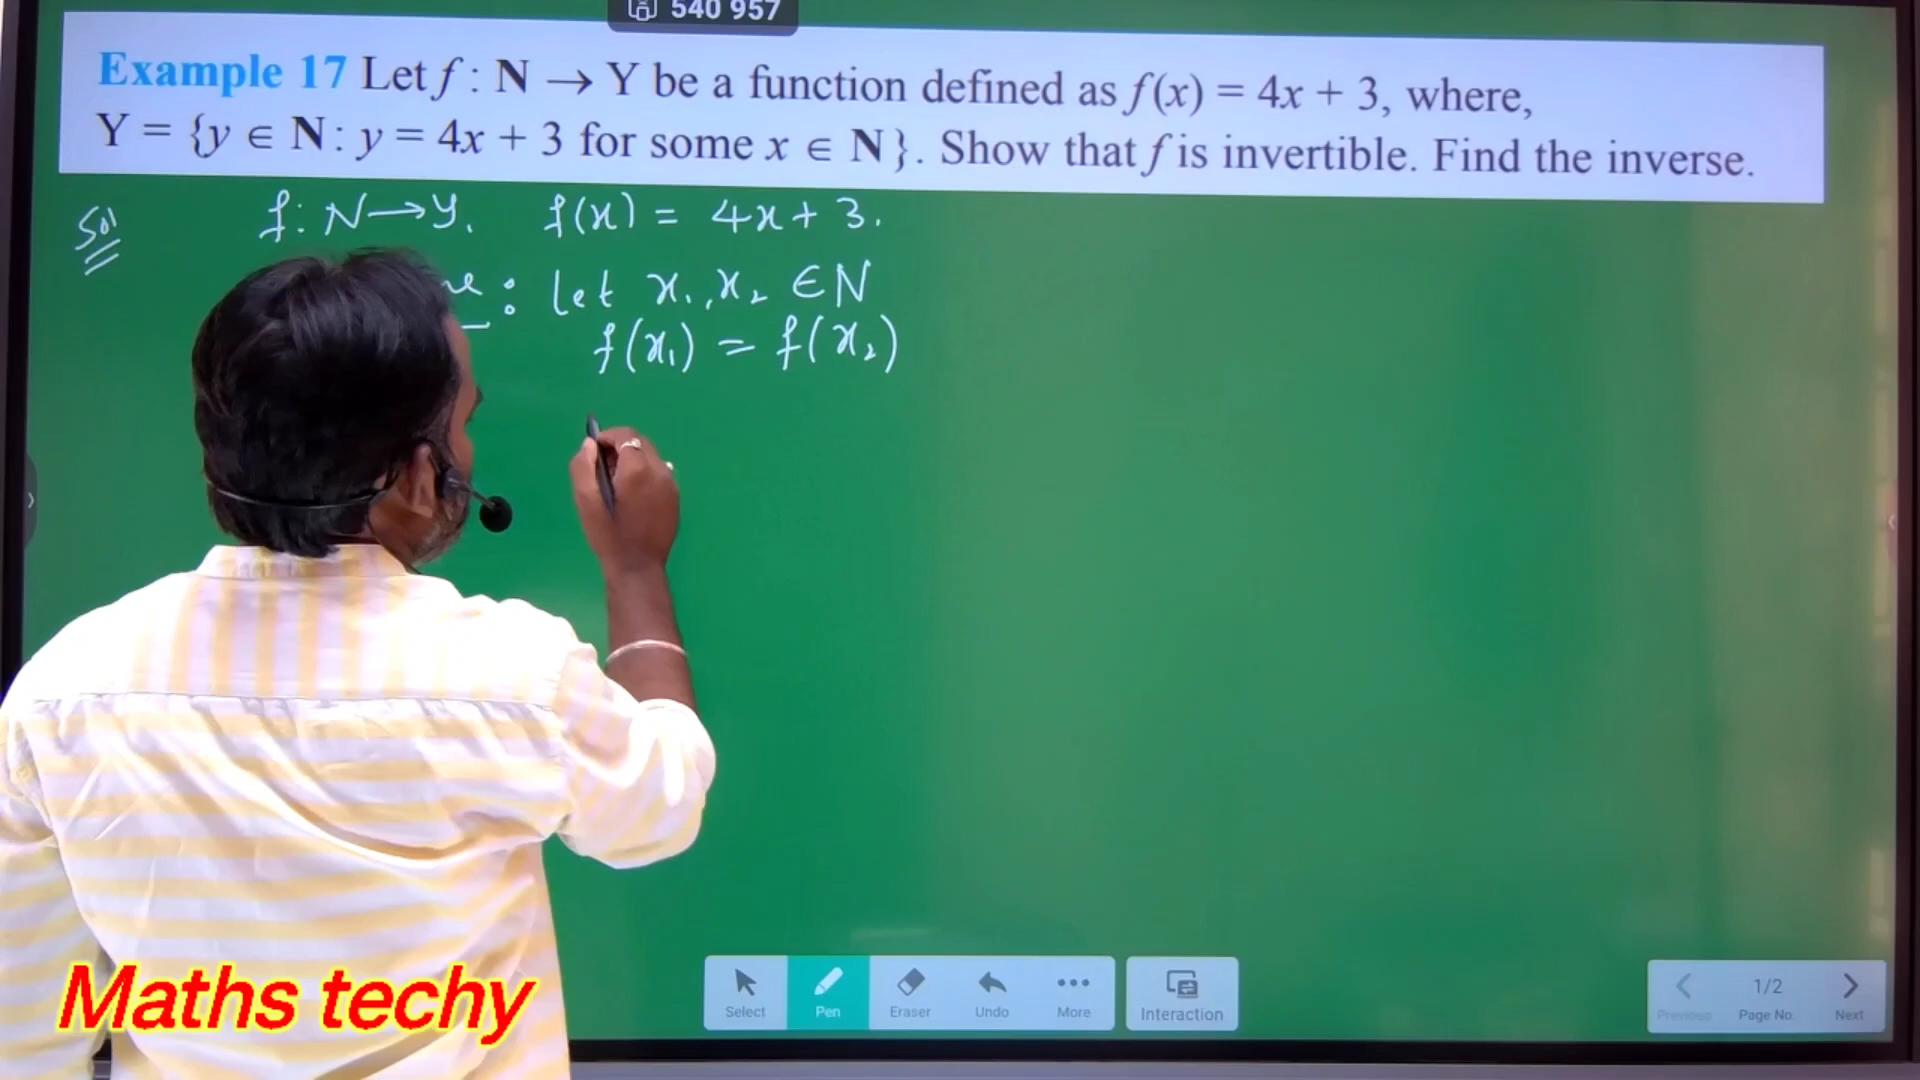 540 957
Example 17 Let f : N → Y be a function defined as f(x) = 4x + 3, where,
Y = {y ∈ N : y = 4x + 3 for some x ∈ N}. Show that f is invertible. Find the inverse.
Sol f: N→Y. f(x) = 4x+3.
: Let x₁, x₂ ∈N
f(x₁) = f(x₂)
Maths techy
Select Pen Eraser Undo More Interaction
1/2
Previous Page No. Next